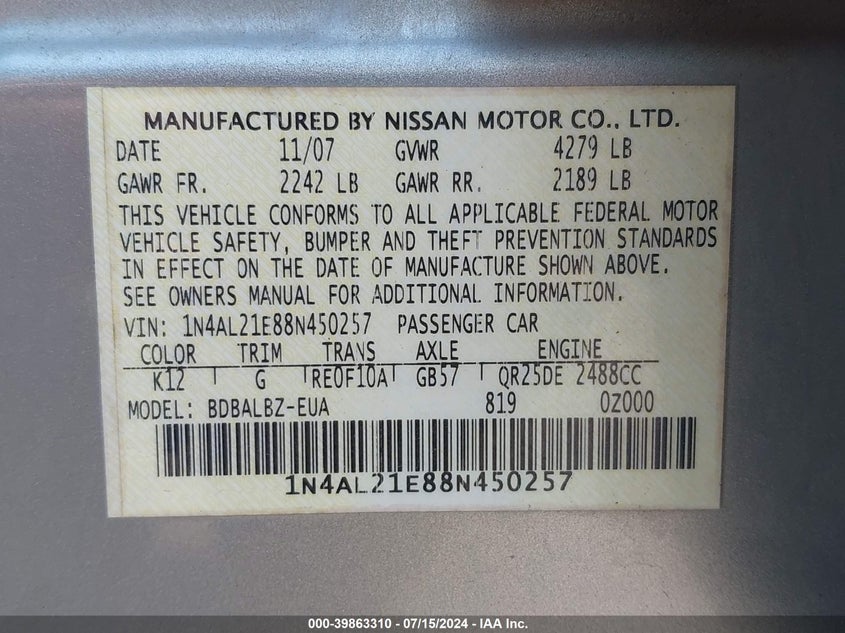 MANUFACTURED BY NISSAN MOTOR CO., LTD.
DATE 11/07 GVWR 4279 LB
GAWR FR. 2242 LB GAWR RR. 2189 LB
THIS VEHICLE CONFORMS TO ALL APPLICABLE FEDERAL MOTOR
VEHICLE SAFETY, BUMPER AND THEFT PREVENTION STANDARDS
IN EFFECT ON THE DATE OF MANUFACTURE SHOWN ABOVE.
SEE OWNERS MANUAL FOR ADDITIONAL INFORMATION.
VIN: 1N4AL21E88N450257 PASSENGER CAR
COLOR TRIM TRANS AXLE ENGINE
K12 G RE0F10A GB57 QR25DE 2488CC
MODEL: BDBALBZ-EUA 819 0Z000
1N4AL21E88N450257
000-39863310 / 07/15/2024 - IAA Inc.